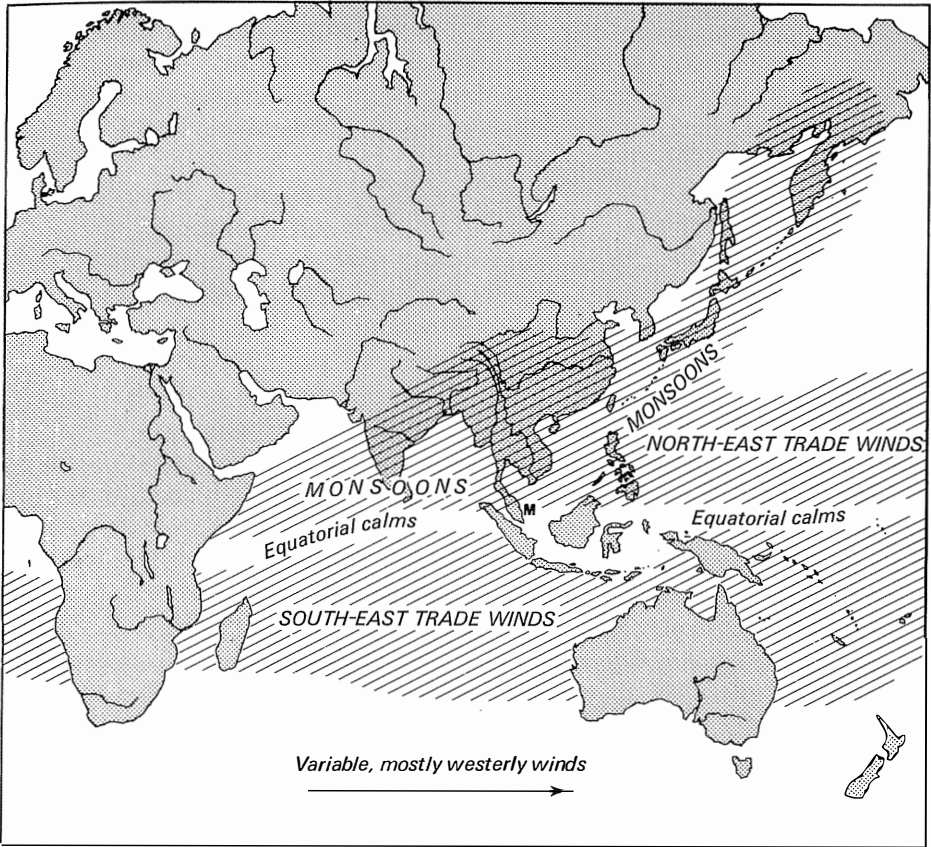 MONSOONS
NORTH-EAST TRADE WINDS
MONSOONS
M
Equatorial calms
Equatorial calms
SOUTH-EAST TRADE WINDS
Variable, mostly westerly winds